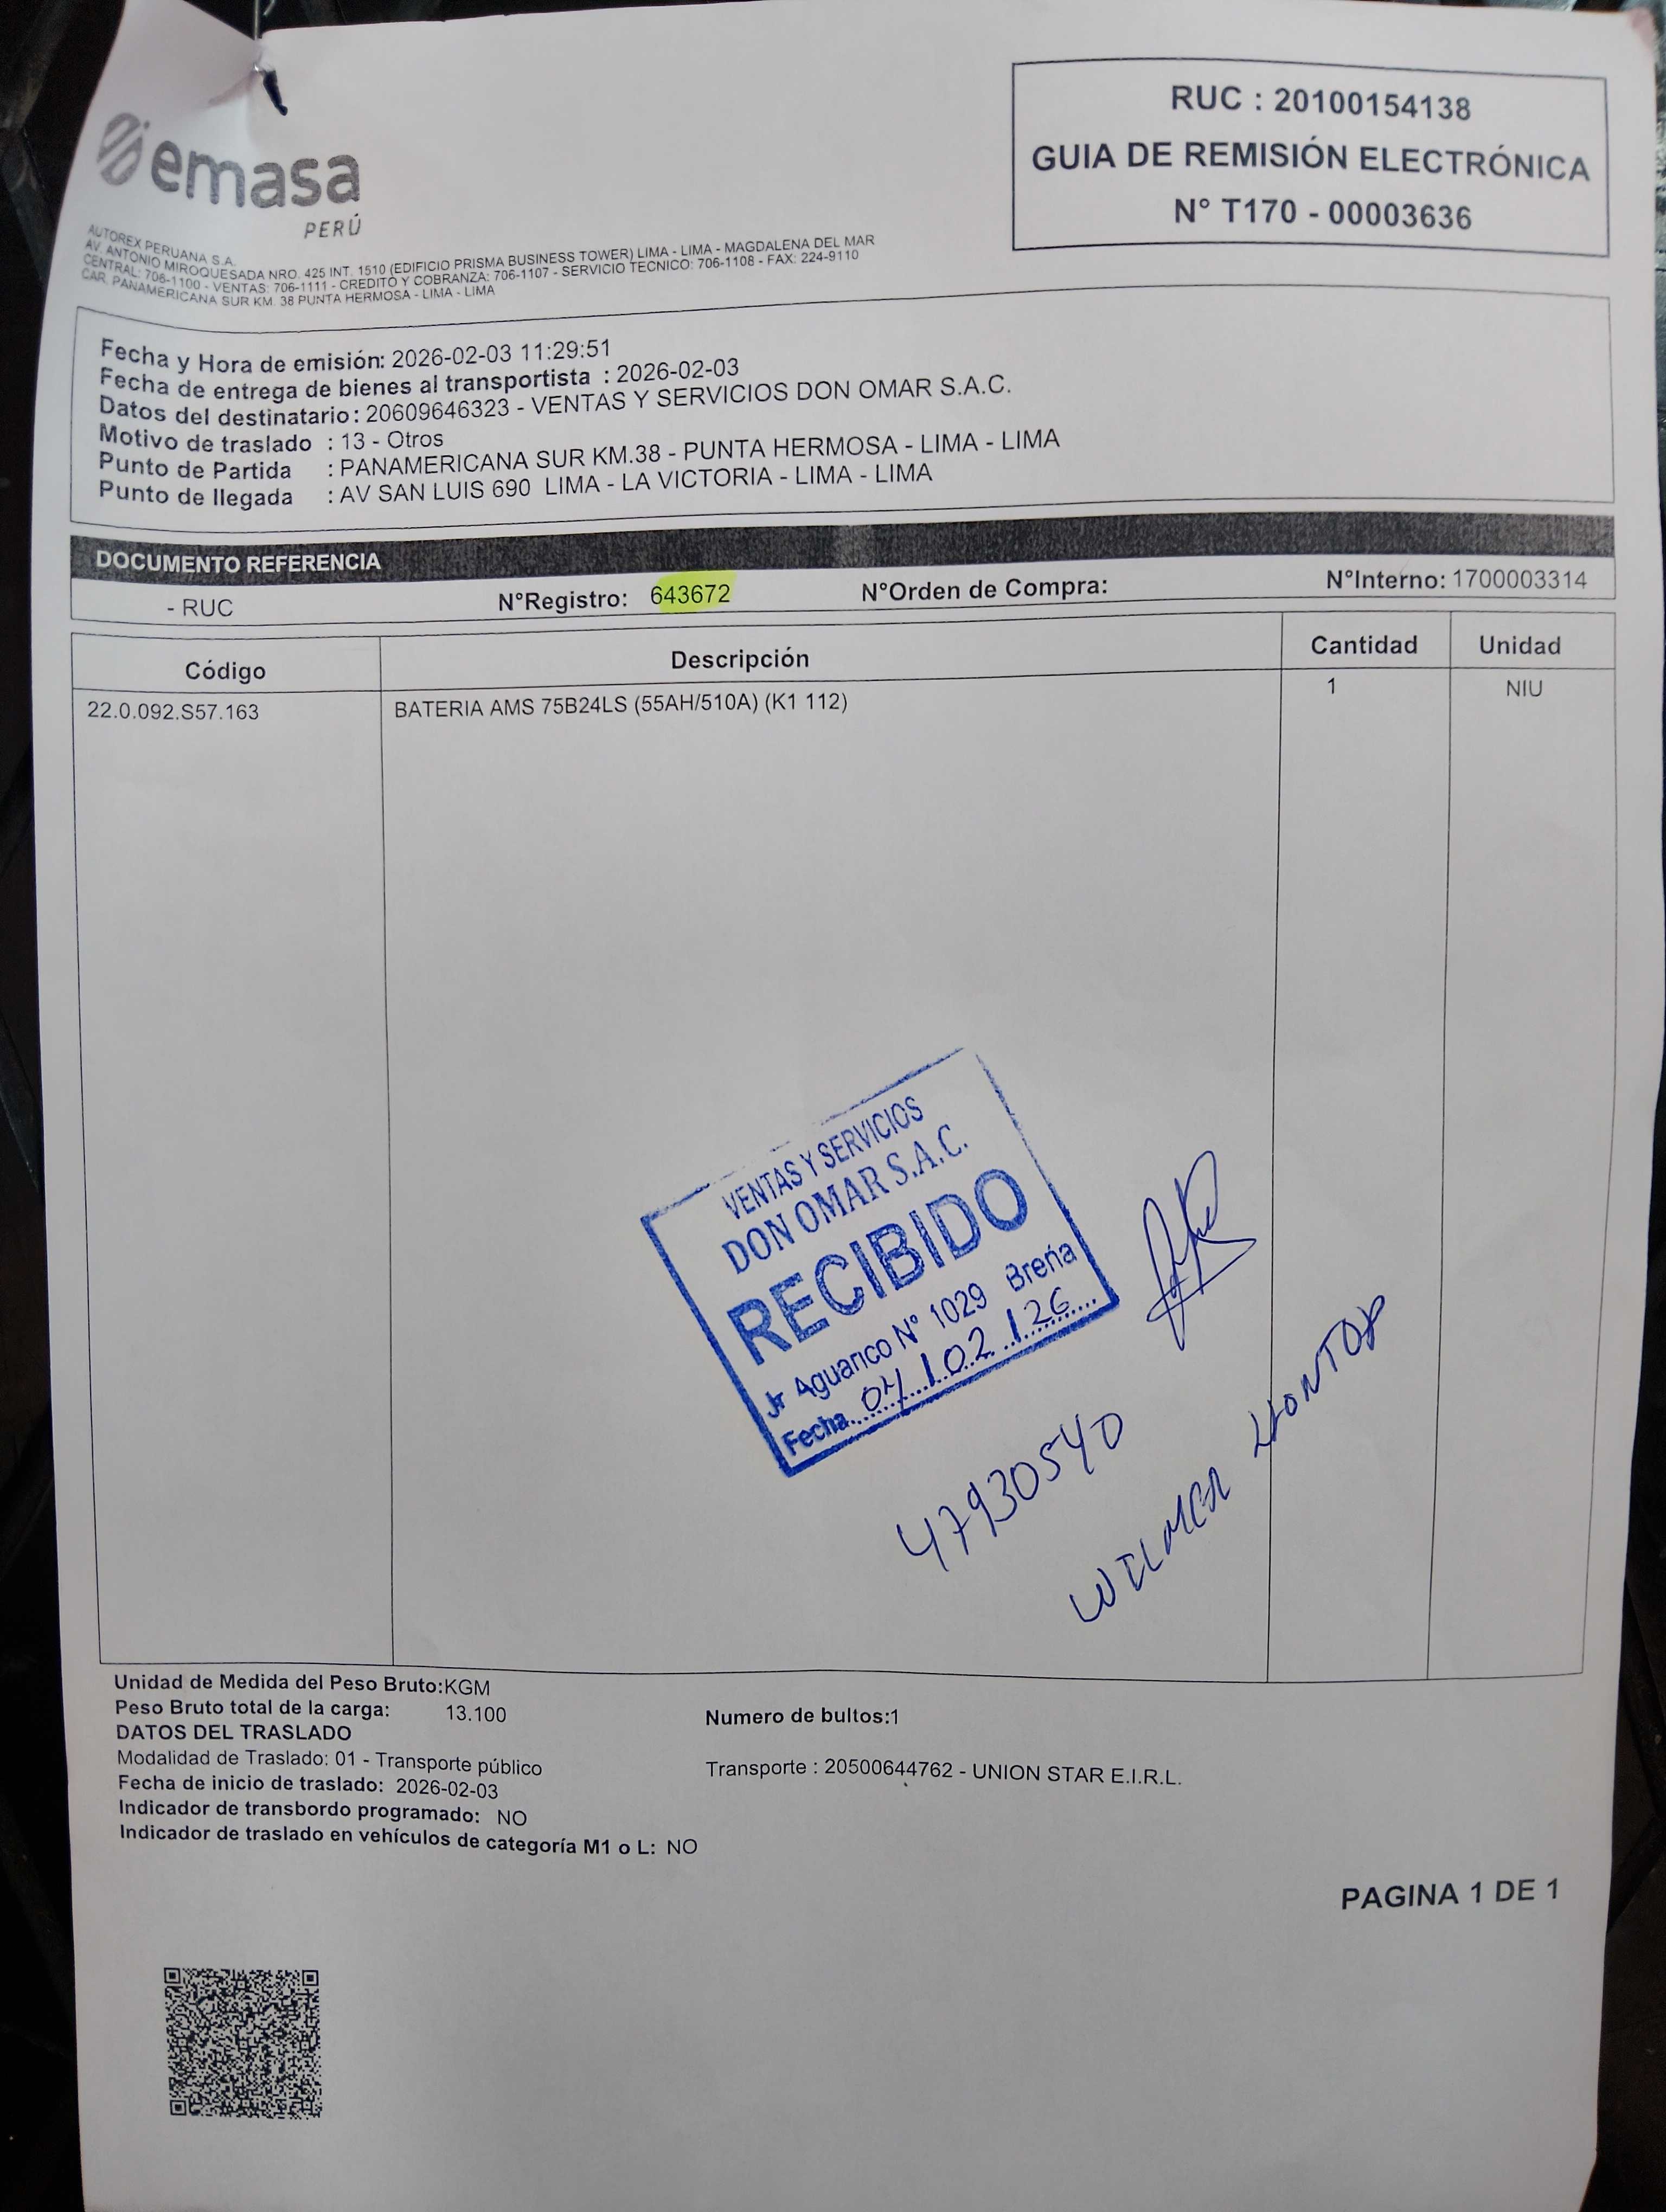 emasa
PERÚ
RUC : 20100154138
GUIA DE REMISIÓN ELECTRÓNICA
N° T170 - 00003636
AUTOREX PERUANA S.A.
AV. ANTONIO MIROQUESADA NRO. 425 INT. 1510 (EDIFICIO PRISMA BUSINESS TOWER) LIMA - LIMA - MAGDALENA DEL MAR
CENTRAL: 706-1100 - VENTAS: 706-1111 - CREDITO Y COBRANZA: 706-1107 - SERVICIO TECNICO: 706-1108 - FAX: 224-9110
CAR. PANAMERICANA SUR KM. 38 PUNTA HERMOSA - LIMA - LIMA
Fecha y Hora de emisión: 2026-02-03 11:29:51
Fecha de entrega de bienes al transportista : 2026-02-03
Datos del destinatario: 20609646323 - VENTAS Y SERVICIOS DON OMAR S.A.C.
Motivo de traslado : 13 - Otros
Punto de Partida : PANAMERICANA SUR KM.38 - PUNTA HERMOSA - LIMA - LIMA
Punto de llegada : AV SAN LUIS 690 LIMA - LA VICTORIA - LIMA - LIMA
DOCUMENTO REFERENCIA
- RUC N°Registro: 643672 N°Orden de Compra: N°Interno: 1700003314
Código Descripción Cantidad Unidad
22.0.092.S57.163 BATERIA AMS 75B24LS (55AH/510A) (K1 112) 1 NIU
VENTAS Y SERVICIOS
DON OMAR S.A.C.
RECIBIDO
Jr Aguarico N° 1029 Breña
Fecha 04/02/26
47930540
WILMER
Unidad de Medida del Peso Bruto:KGM
Peso Bruto total de la carga: 13.100 Numero de bultos:1
DATOS DEL TRASLADO
Modalidad de Traslado: 01 - Transporte público Transporte : 20500644762 - UNION STAR E.I.R.L.
Fecha de inicio de traslado: 2026-02-03
Indicador de transbordo programado: NO
Indicador de traslado en vehículos de categoría M1 o L: NO
PAGINA 1 DE 1